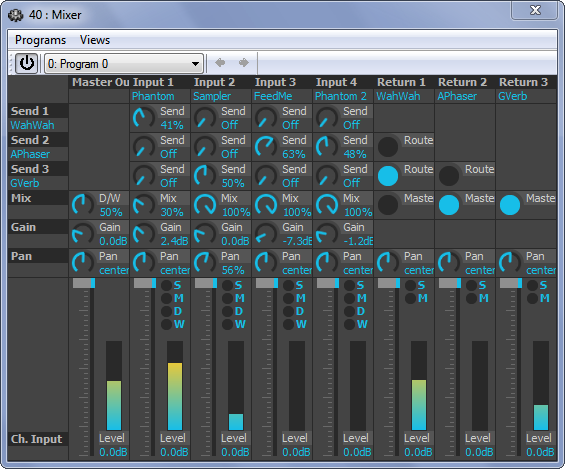 40 : Mixer
Programs Views
0: Program 0
Master Ou Input 1 Input 2 Input 3 Input 4 Return 1 Return 2 Return 3
Phantom Sampler FeedMe Phantom 2 WahWah APhaser GVerb
Send 1 Send Send Send Send
WahWah 41% Off Off Off
Send 2 Send Send Send Send Route
APhaser Off Off 63% 48%
Send 3 Send Send Send Send Route Route
GVerb Off 50% Off Off
Mix D/W Mix Mix Mix Mix Maste Maste Maste
50% 30% 100% 100% 100%
Gain Gain Gain Gain Gain Gain
0.0dB 2.4dB 0.0dB -7.3dB -1.2dB
Pan Pan Pan Pan Pan Pan Pan Pan Pan
center center 56% center center center center center
S S S S S S S
M M M M M M M
D D D D
W W W W
Ch. Input Level Level Level Level Level Level Level Level
0.0dB 0.0dB 0.0dB 0.0dB 0.0dB 0.0dB 0.0dB 0.0dB